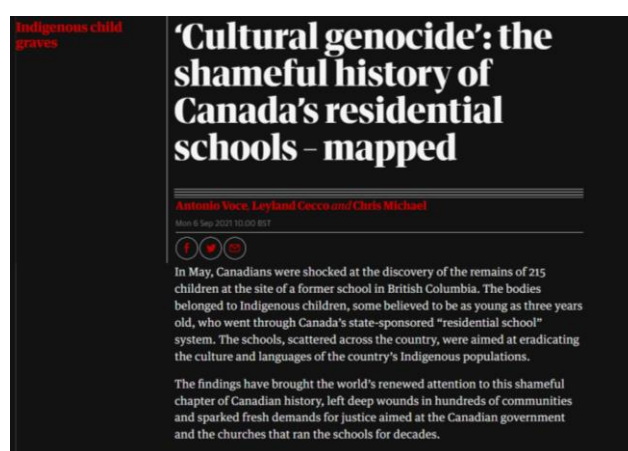 Indigenous child
graves
‘Cultural genocide’: the
shameful history of
Canada’s residential
schools – mapped
Antonio Voce, Leyland Cecco and Chris Michael
Mon 6 Sep 2021 10.00 BST
In May, Canadians were shocked at the discovery of the remains of 215
children at the site of a former school in British Columbia. The bodies
belonged to Indigenous children, some believed to be as young as three years
old, who went through Canada’s state-sponsored “residential school”
system. The schools, scattered across the country, were aimed at eradicating
the culture and languages of the country’s Indigenous populations.
The findings have brought the world’s renewed attention to this shameful
chapter of Canadian history, left deep wounds in hundreds of communities
and sparked fresh demands for justice aimed at the Canadian government
and the churches that ran the schools for decades.